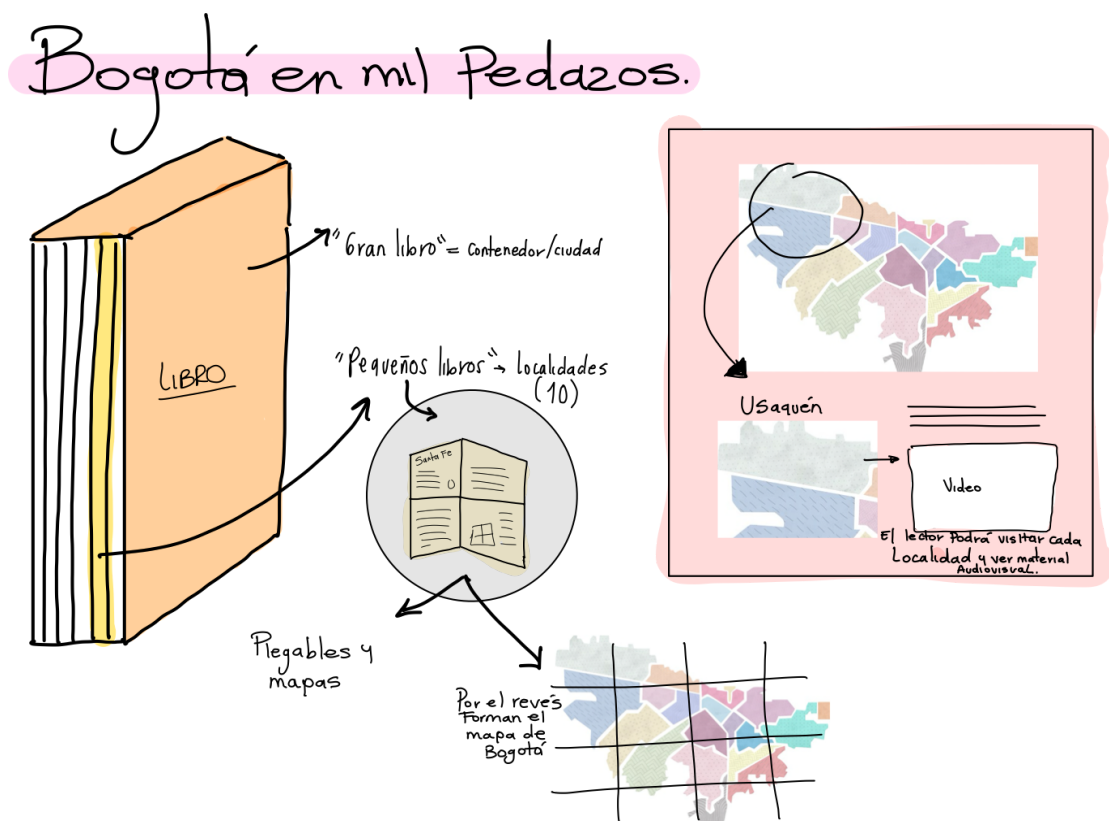 Bogotá en mil Pedazos.
"Gran libro" = contenedor/ciudad
LIBRO
"Pequeños libros" → localidades
(10)
Santa Fe
Plegables y
mapas
Por el revés
Forman el
mapa de
Bogotá
Usaquén
Video
El lector Podrá visitar cada
Localidad y ver material
Audiovisual.